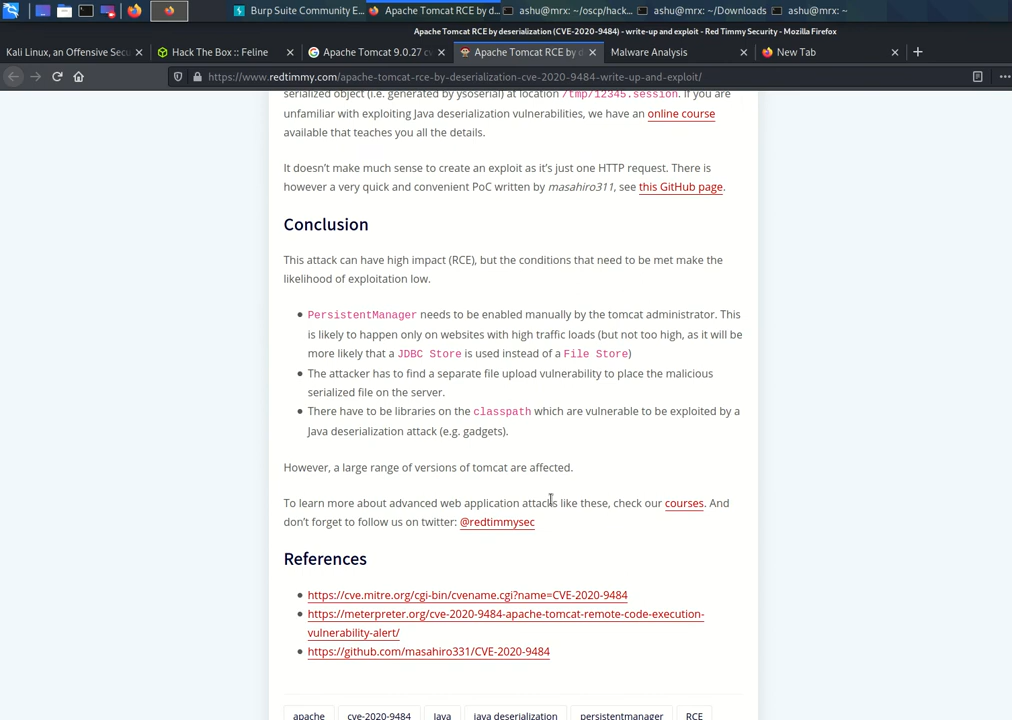 Burp Suite Community E...
Apache Tomcat RCE by d...
ashu@mrx: ~/oscp/hack...
ashu@mrx: ~/Downloads
ashu@mrx: ~
Apache Tomcat RCE by deserialization (CVE-2020-9484) - write-up and exploit - Red Timmy Security - Mozilla Firefox
Kali Linux, an Offensive Secu
Hack The Box :: Feline
Apache Tomcat 9.0.27 cv
Apache Tomcat RCE by d
Malware Analysis
New Tab
https://www.redtimmy.com/apache-tomcat-rce-by-deserialization-cve-2020-9484-write-up-and-exploit/
serialized object (i.e. generated by ysoserial) at location /tmp/12345.session. If you are
unfamiliar with exploiting Java deserialization vulnerabilities, we have an online course
available that teaches you all the details.
It doesn't make much sense to create an exploit as it's just one HTTP request. There is
however a very quick and convenient PoC written by masahiro311, see this GitHub page.
Conclusion
This attack can have high impact (RCE), but the conditions that need to be met make the
likelihood of exploitation low.
PersistentManager needs to be enabled manually by the tomcat administrator. This
is likely to happen only on websites with high traffic loads (but not too high, as it will be
more likely that a JDBC Store is used instead of a File Store)
The attacker has to find a separate file upload vulnerability to place the malicious
serialized file on the server.
There have to be libraries on the classpath which are vulnerable to be exploited by a
Java deserialization attack (e.g. gadgets).
However, a large range of versions of tomcat are affected.
To learn more about advanced web application attacks like these, check our courses. And
don't forget to follow us on twitter: @redtimmysec
References
https://cve.mitre.org/cgi-bin/cvename.cgi?name=CVE-2020-9484
https://meterpreter.org/cve-2020-9484-apache-tomcat-remote-code-execution-
vulnerability-alert/
https://github.com/masahiro331/CVE-2020-9484
apache
cve-2020-9484
Java
Java deserialization
persistentmanager
RCE